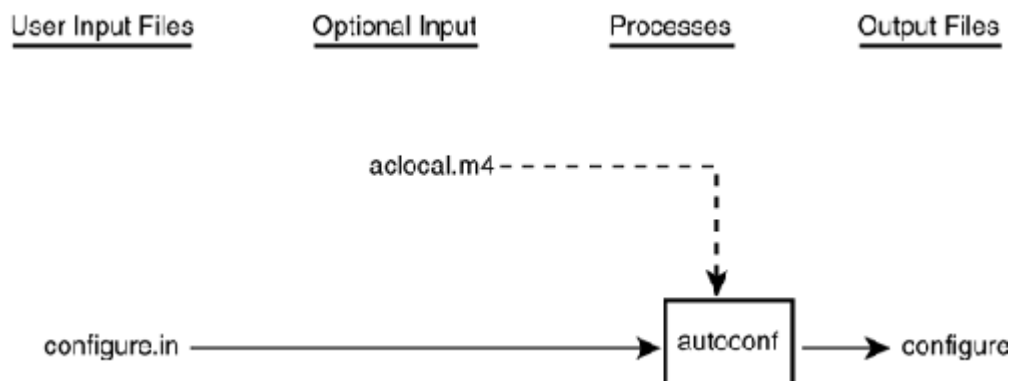 User Input Files Optional Input Processes Output Files
aclocal.m4
configure.in autoconf configure